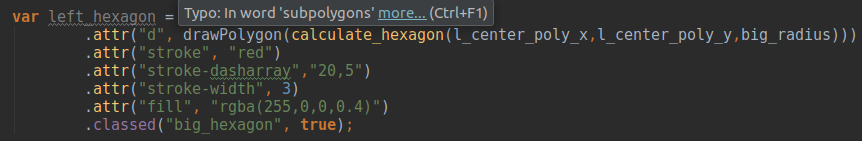 var left_hexagon = Typo: In word 'subpolygons' more... (Ctrl+F1)
.attr("d", drawPolygon(calculate_hexagon(l_center_poly_x,l_center_poly_y,big_radius)))
.attr("stroke", "red")
.attr("stroke-dasharray","20,5")
.attr("stroke-width", 3)
.attr("fill", "rgba(255,0,0,0.4)")
.classed("big_hexagon", true);